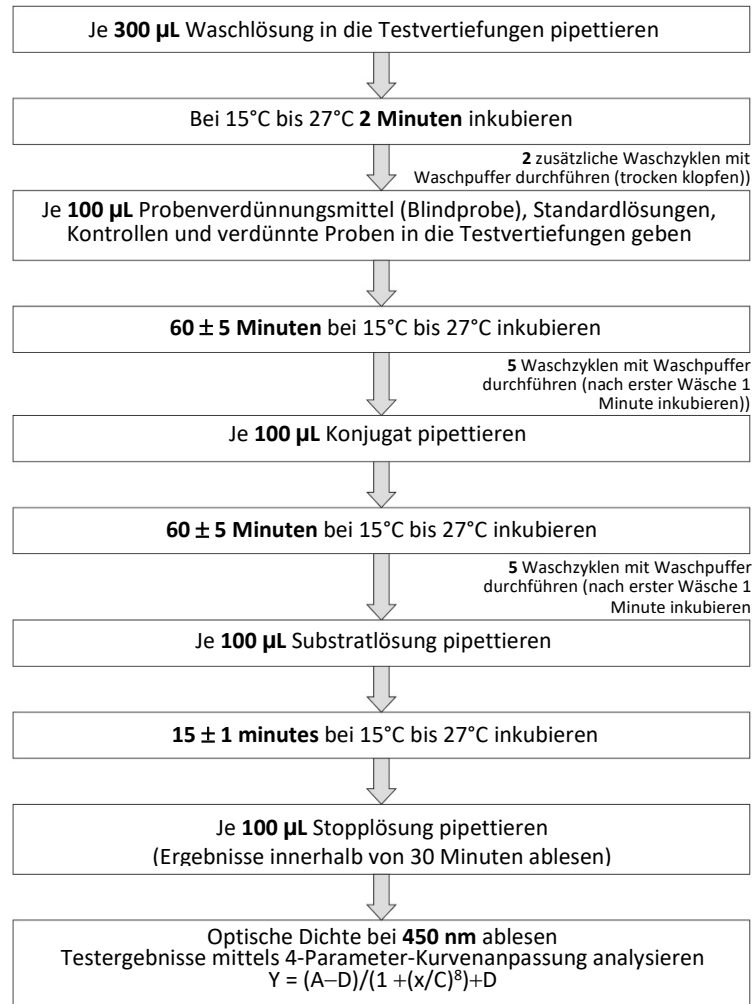 Je 300 µL Waschlösung in die Testvertiefungen pipettieren
Bei 15°C bis 27°C 2 Minuten inkubieren
2 zusätzliche Waschzyklen mit
Waschpuffer durchführen (trocken klopfen))
Je 100 µL Probenverdünnungsmittel (Blindprobe), Standardlösungen,
Kontrollen und verdünnte Proben in die Testvertiefungen geben
60 ± 5 Minuten bei 15°C bis 27°C inkubieren
5 Waschzyklen mit Waschpuffer
durchführen (nach erster Wäsche 1
Minute inkubieren))
Je 100 µL Konjugat pipettieren
60 ± 5 Minuten bei 15°C bis 27°C inkubieren
5 Waschzyklen mit Waschpuffer
durchführen (nach erster Wäsche 1
Minute inkubieren
Je 100 µL Substratlösung pipettieren
15 ± 1 minutes bei 15°C bis 27°C inkubieren
Je 100 µL Stopplösung pipettieren
(Ergebnisse innerhalb von 30 Minuten ablesen)
Optische Dichte bei 450 nm ablesen
Testergebnisse mittels 4-Parameter-Kurvenanpassung analysieren
Y = (A–D)/(1 +(x/C)⁸)+D